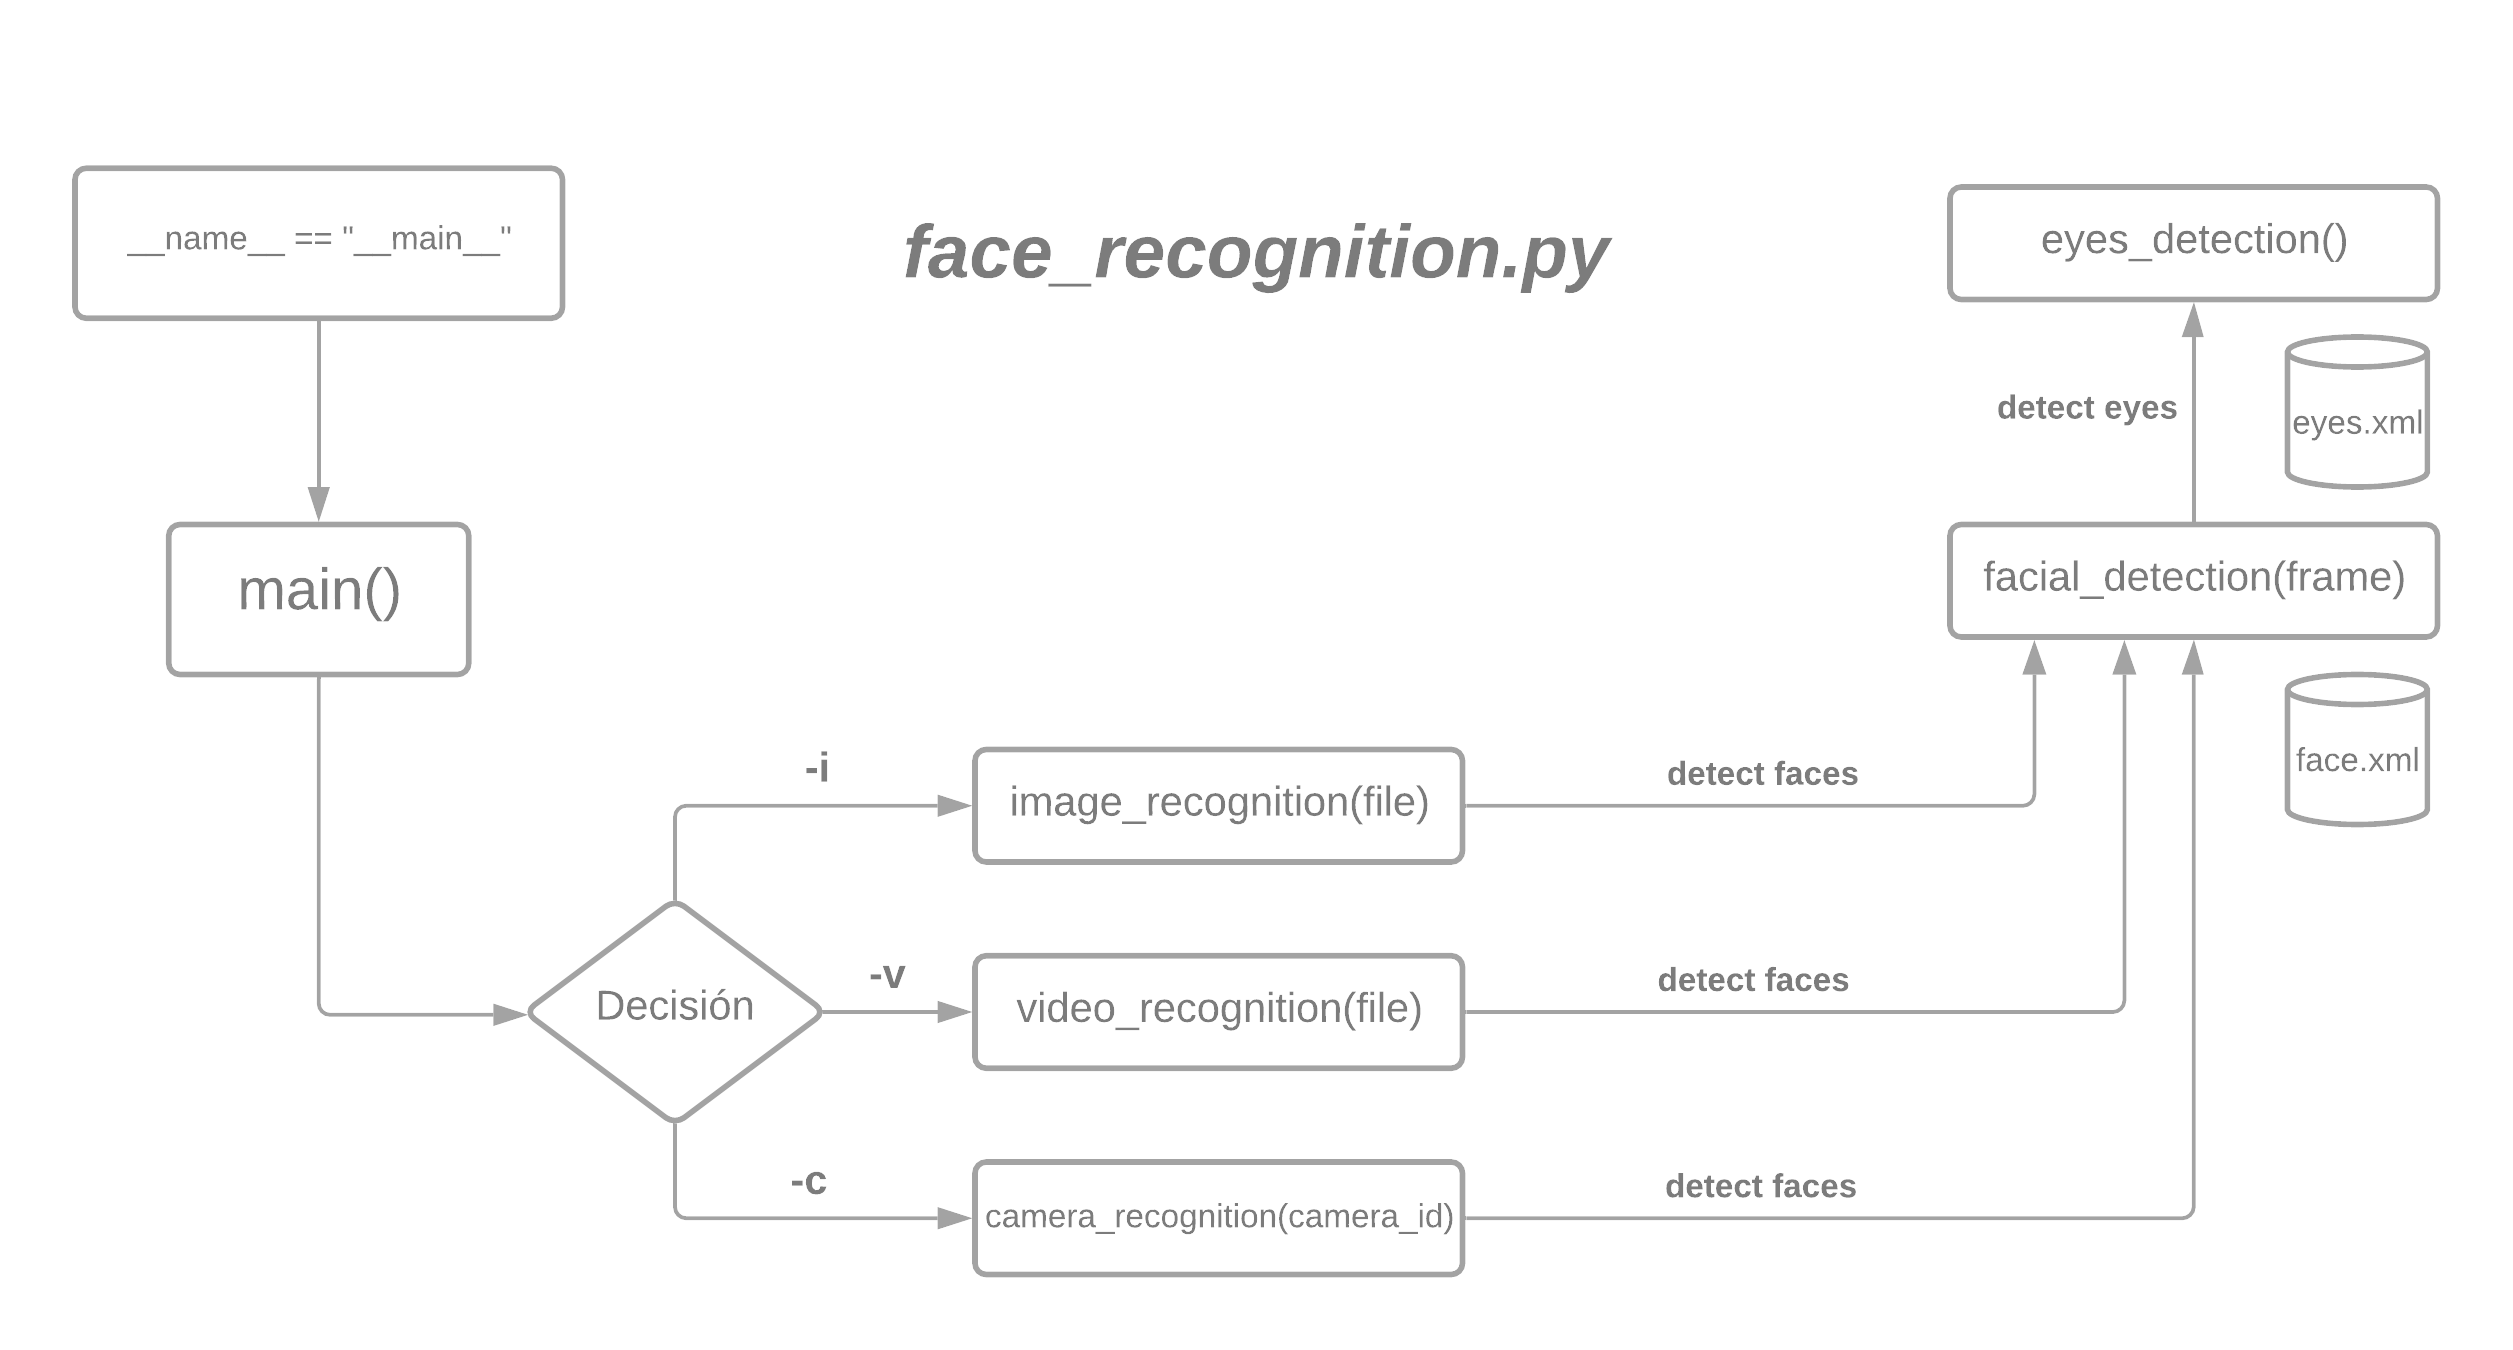 __name__ == "__main__"
face_recognition.py
eyes_detection()
detect eyes
eyes.xml
main()
facial_detection(frame)
face.xml
-i
image_recognition(file)
detect faces
Decisión
-v
video_recognition(file)
detect faces
-c
camera_recognition(camera_id)
detect faces